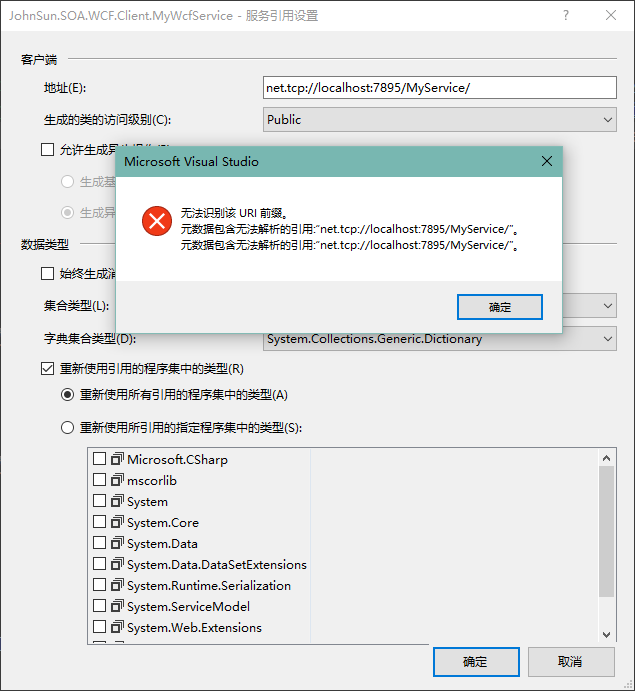 JohnSun.SOA.WCF.Client.MyWcfService - 服务引用设置
客户端
地址(E):
net.tcp://localhost:7895/MyService/
生成的类的访问级别(C):
Public
允许生成异步操作(P)
Microsoft Visual Studio
生成基
无法识别该 URI 前缀。
生成异
元数据包含无法解析的引用:“net.tcp://localhost:7895/MyService/”。
元数据包含无法解析的引用:“net.tcp://localhost:7895/MyService/”。
数据类型
始终生成消
确定
集合类型(L):
字典集合类型(D):
System.Collections.Generic.Dictionary
重新使用引用的程序集中的类型(R)
重新使用所有引用的程序集中的类型(A)
重新使用所引用的指定程序集中的类型(S):
Microsoft.CSharp
mscorlib
System
System.Core
System.Data
System.Data.DataSetExtensions
System.Runtime.Serialization
System.ServiceModel
System.Web.Extensions
确定
取消